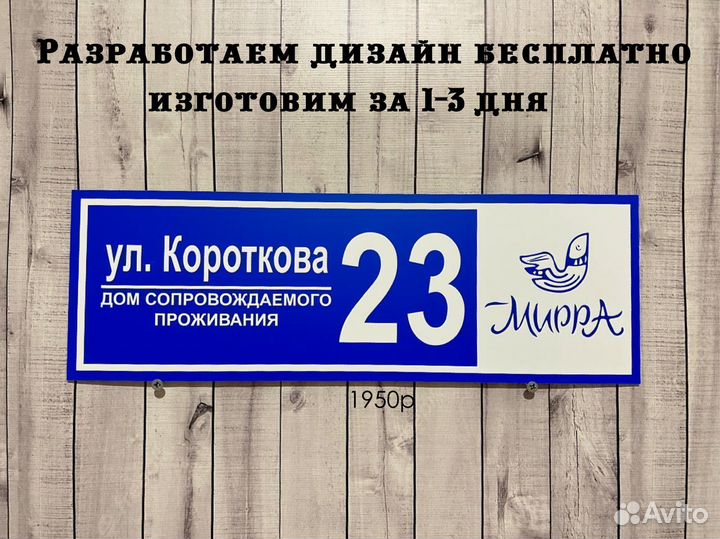 Разработаем дизайн бесплатно
изготовим за 1-3 дня
ул. Короткова
ДОМ СОПРОВОЖДАЕМОГО
ПРОЖИВАНИЯ
23
МИРРА
1950р
Avito